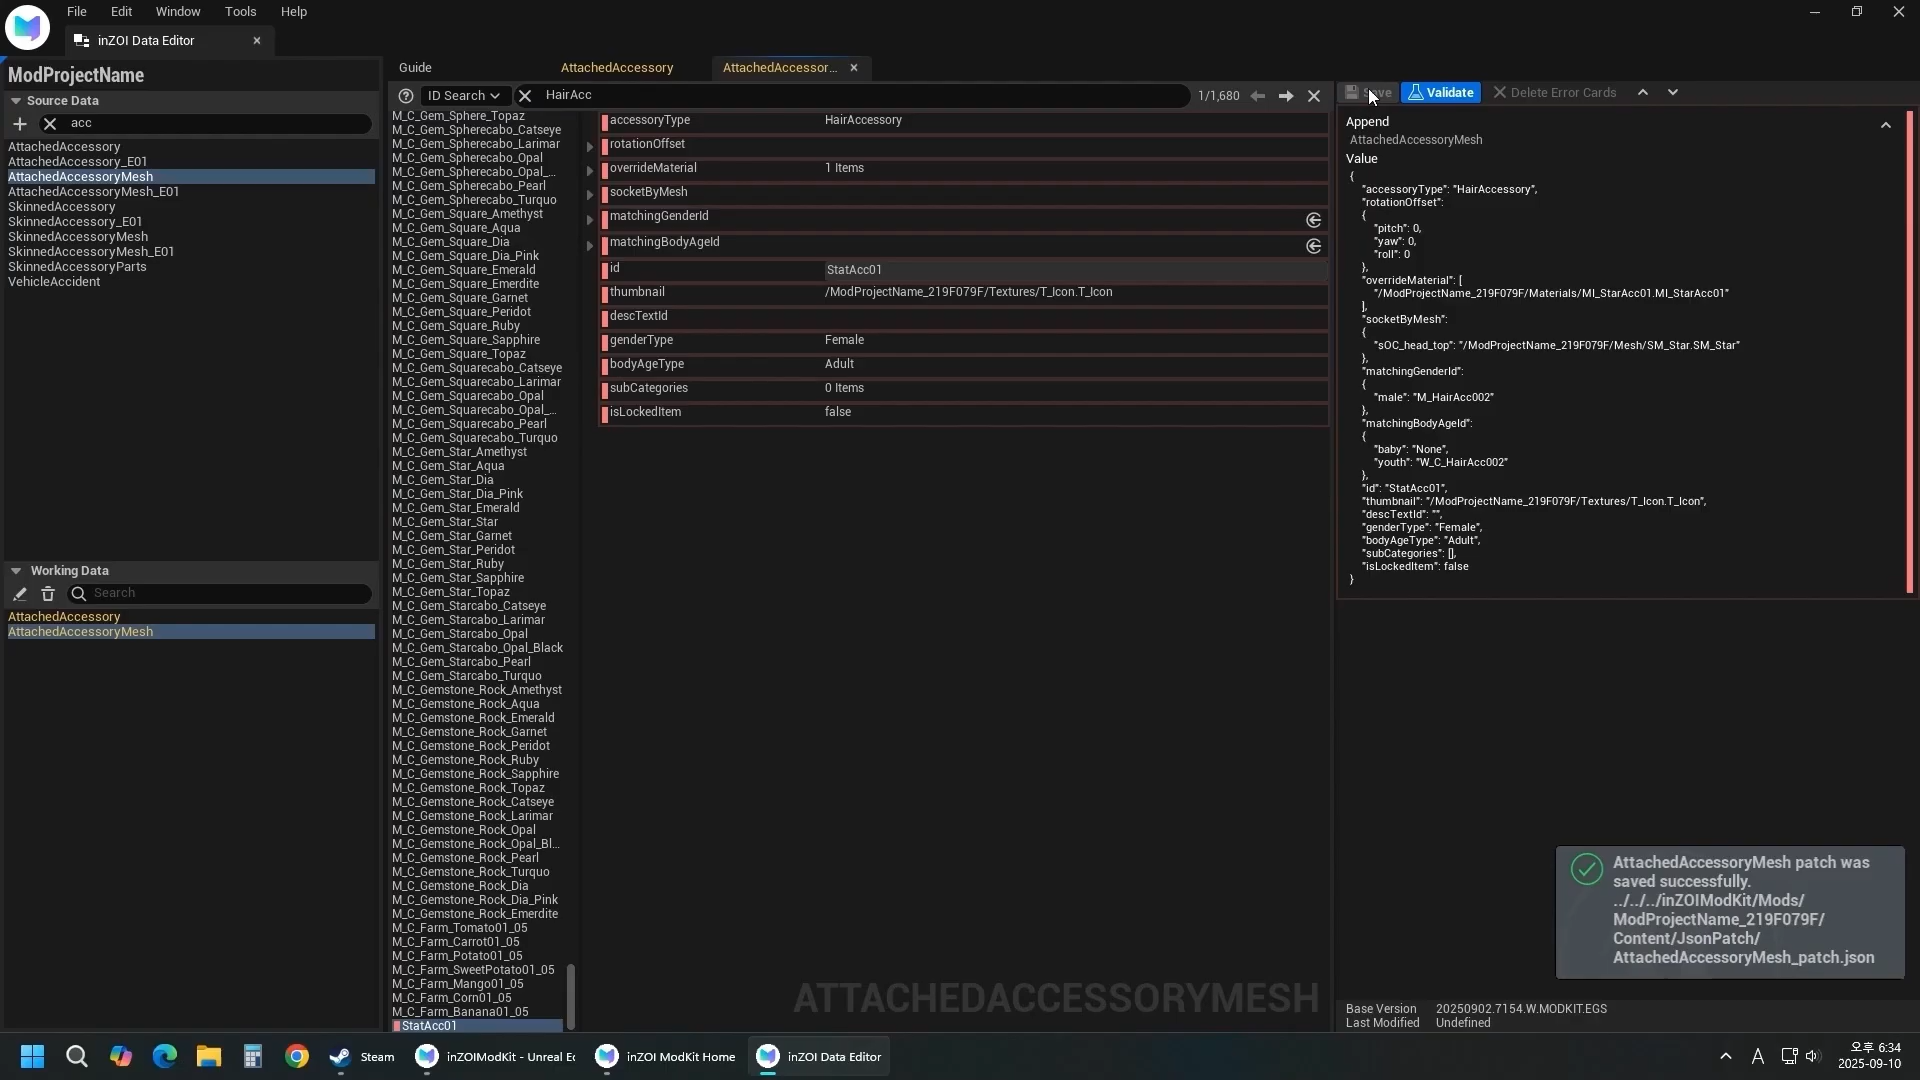 File Edit Window Tools Help
inZOI Data Editor
ModProjectName
Source Data
acc
AttachedAccessory
AttachedAccessory_E01
AttachedAccessoryMesh
AttachedAccessoryMesh_E01
SkinnedAccessory
SkinnedAccessory_E01
SkinnedAccessoryMesh
SkinnedAccessoryMesh_E01
SkinnedAccessoryParts
VehicleAccident
Working Data
Search
AttachedAccessory
AttachedAccessoryMesh
Guide AttachedAccessory AttachedAccessor...
ID Search HairAcc 1/1,680
M_C_Gem_Sphere_Topaz
M_C_Gem_Spherecabo_Catseye
M_C_Gem_Spherecabo_Larimar
M_C_Gem_Spherecabo_Opal
M_C_Gem_Spherecabo_Opal_...
M_C_Gem_Spherecabo_Pearl
M_C_Gem_Spherecabo_Turquo
M_C_Gem_Square_Amethyst
M_C_Gem_Square_Aqua
M_C_Gem_Square_Dia
M_C_Gem_Square_Dia_Pink
M_C_Gem_Square_Emerald
M_C_Gem_Square_Emerdite
M_C_Gem_Square_Garnet
M_C_Gem_Square_Peridot
M_C_Gem_Square_Ruby
M_C_Gem_Square_Sapphire
M_C_Gem_Square_Topaz
M_C_Gem_Squarecabo_Catseye
M_C_Gem_Squarecabo_Larimar
M_C_Gem_Squarecabo_Opal
M_C_Gem_Squarecabo_Opal_...
M_C_Gem_Squarecabo_Pearl
M_C_Gem_Squarecabo_Turquo
M_C_Gem_Star_Amethyst
M_C_Gem_Star_Aqua
M_C_Gem_Star_Dia
M_C_Gem_Star_Dia_Pink
M_C_Gem_Star_Emerald
M_C_Gem_Star_Star
M_C_Gem_Star_Garnet
M_C_Gem_Star_Peridot
M_C_Gem_Star_Ruby
M_C_Gem_Star_Sapphire
M_C_Gem_Star_Topaz
M_C_Gem_Starcabo_Catseye
M_C_Gem_Starcabo_Larimar
M_C_Gem_Starcabo_Opal
M_C_Gem_Starcabo_Opal_Black
M_C_Gem_Starcabo_Pearl
M_C_Gem_Starcabo_Turquo
M_C_Gemstone_Rock_Amethyst
M_C_Gemstone_Rock_Aqua
M_C_Gemstone_Rock_Emerald
M_C_Gemstone_Rock_Garnet
M_C_Gemstone_Rock_Peridot
M_C_Gemstone_Rock_Ruby
M_C_Gemstone_Rock_Sapphire
M_C_Gemstone_Rock_Topaz
M_C_Gemstone_Rock_Catseye
M_C_Gemstone_Rock_Larimar
M_C_Gemstone_Rock_Opal
M_C_Gemstone_Rock_Opal_Bl...
M_C_Gemstone_Rock_Pearl
M_C_Gemstone_Rock_Turquo
M_C_Gemstone_Rock_Dia
M_C_Gemstone_Rock_Dia_Pink
M_C_Gemstone_Rock_Emerdite
M_C_Farm_Tomato01_05
M_C_Farm_Carrot01_05
M_C_Farm_Potato01_05
M_C_Farm_SweetPotato01_05
M_C_Farm_Mango01_05
M_C_Farm_Corn01_05
M_C_Farm_Banana01_05
StatAcc01
accessoryType HairAccessory
rotationOffset
overrideMaterial 1 Items
socketByMesh
matchingGenderId
matchingBodyAgeId
id StatAcc01
thumbnail /ModProjectName_219F079F/Textures/T_Icon.T_Icon
descTextId
genderType Female
bodyAgeType Adult
subCategories 0 Items
isLockedItem false
ATTACHEDACCESSORYMESH
Save Validate Delete Error Cards
Append
AttachedAccessoryMesh
Value
{
"accessoryType": "HairAccessory",
"rotationOffset":
{
"pitch": 0,
"yaw": 0,
"roll": 0
},
"overrideMaterial": [
"/ModProjectName_219F079F/Materials/MI_StarAcc01.MI_StarAcc01"
],
"socketByMesh":
{
"sOC_head_top": "/ModProjectName_219F079F/Mesh/SM_Star.SM_Star"
},
"matchingGenderId":
{
"male": "M_HairAcc002"
},
"matchingBodyAgeId":
{
"baby": "None",
"youth": "W_C_HairAcc002"
},
"id": "StatAcc01",
"thumbnail": "/ModProjectName_219F079F/Textures/T_Icon.T_Icon",
"descTextId": "",
"genderType": "Female",
"bodyAgeType": "Adult",
"subCategories": [],
"isLockedItem": false
}
AttachedAccessoryMesh patch was
saved successfully.
../../../inZOIModKit/Mods/
ModProjectName_219F079F/
Content/JsonPatch/
AttachedAccessoryMesh_patch.json
Base Version 20250902.7154.W.MODKIT.EGS
Last Modified Undefined
Steam inZOIModKit - Unreal Ec inZOI ModKit Home inZOI Data Editor
A
오후 6:34
2025-09-10